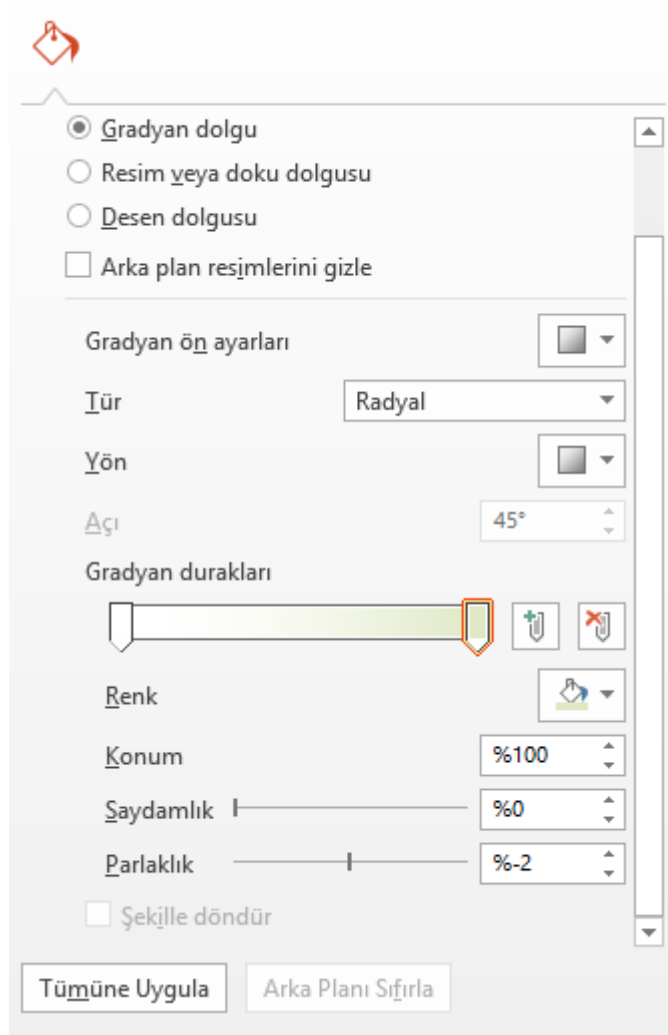 Gradyan dolgu
Resim veya doku dolgusu
Desen dolgusu
Arka plan resimlerini gizle
Gradyan ön ayarları
Tür Radyal
Yön
Açı 45°
Gradyan durakları
Renk
Konum %100
Saydamlık %0
Parlaklık %-2
Şekille döndür
Tümüne Uygula Arka Planı Sıfırla